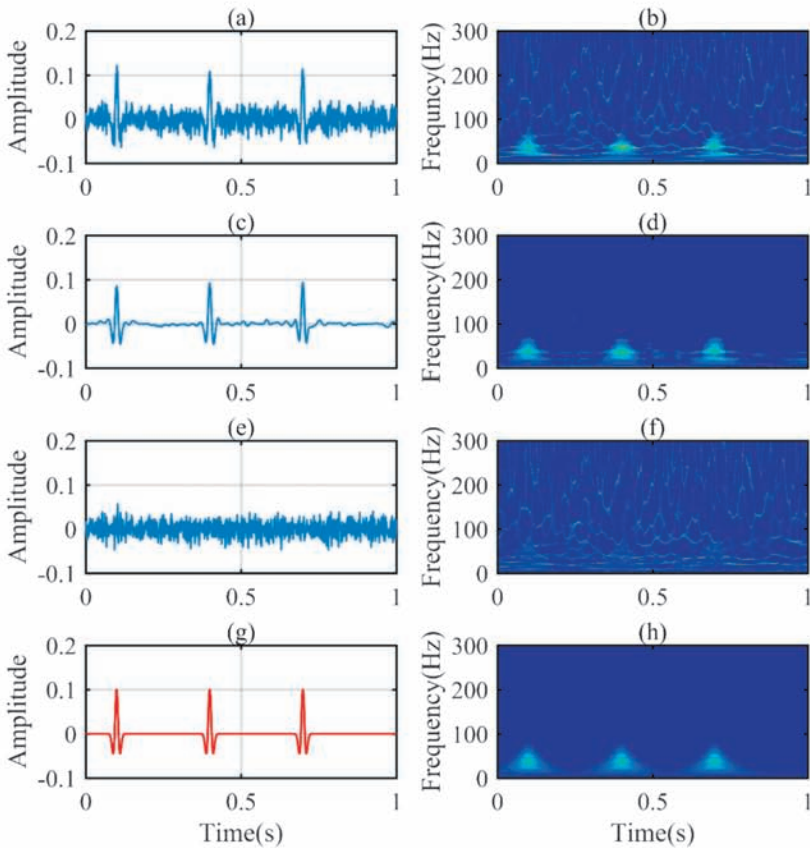 (a) (b)
Amplitude 0.2 0.1 0 -0.1 0 0.5 1
Frequncy(Hz) 300 200 100 0 0 0.5 1
(c) (d)
Amplitude 0.2 0.1 0 -0.1 0 0.5 1
Frequency(Hz) 300 200 100 0 0 0.5 1
(e) (f)
Amplitude 0.2 0.1 0 -0.1 0 0.5 1
Frequency(Hz) 300 200 100 0 0 0.5 1
(g) (h)
Amplitude 0.2 0.1 0 -0.1 0 0.5 1
Frequency(Hz) 300 200 100 0 0 0.5 1
Time(s) Time(s)